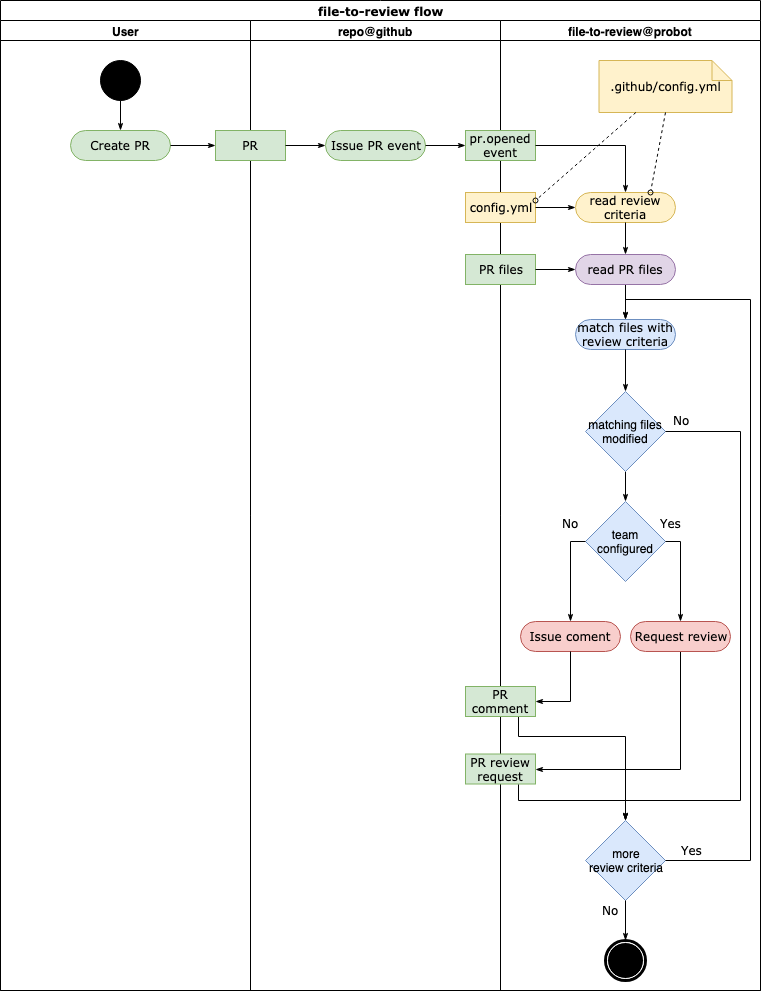 file-to-review flow
User
repo@github
file-to-review@probot
.github/config.yml
Create PR
PR
Issue PR event
pr.opened
event
config.yml
read review
criteria
PR files
read PR files
match files with
review criteria
matching files
modified
No
team
configured
No
Yes
Issue coment
Request review
PR
comment
PR review
request
more
review criteria
Yes
No